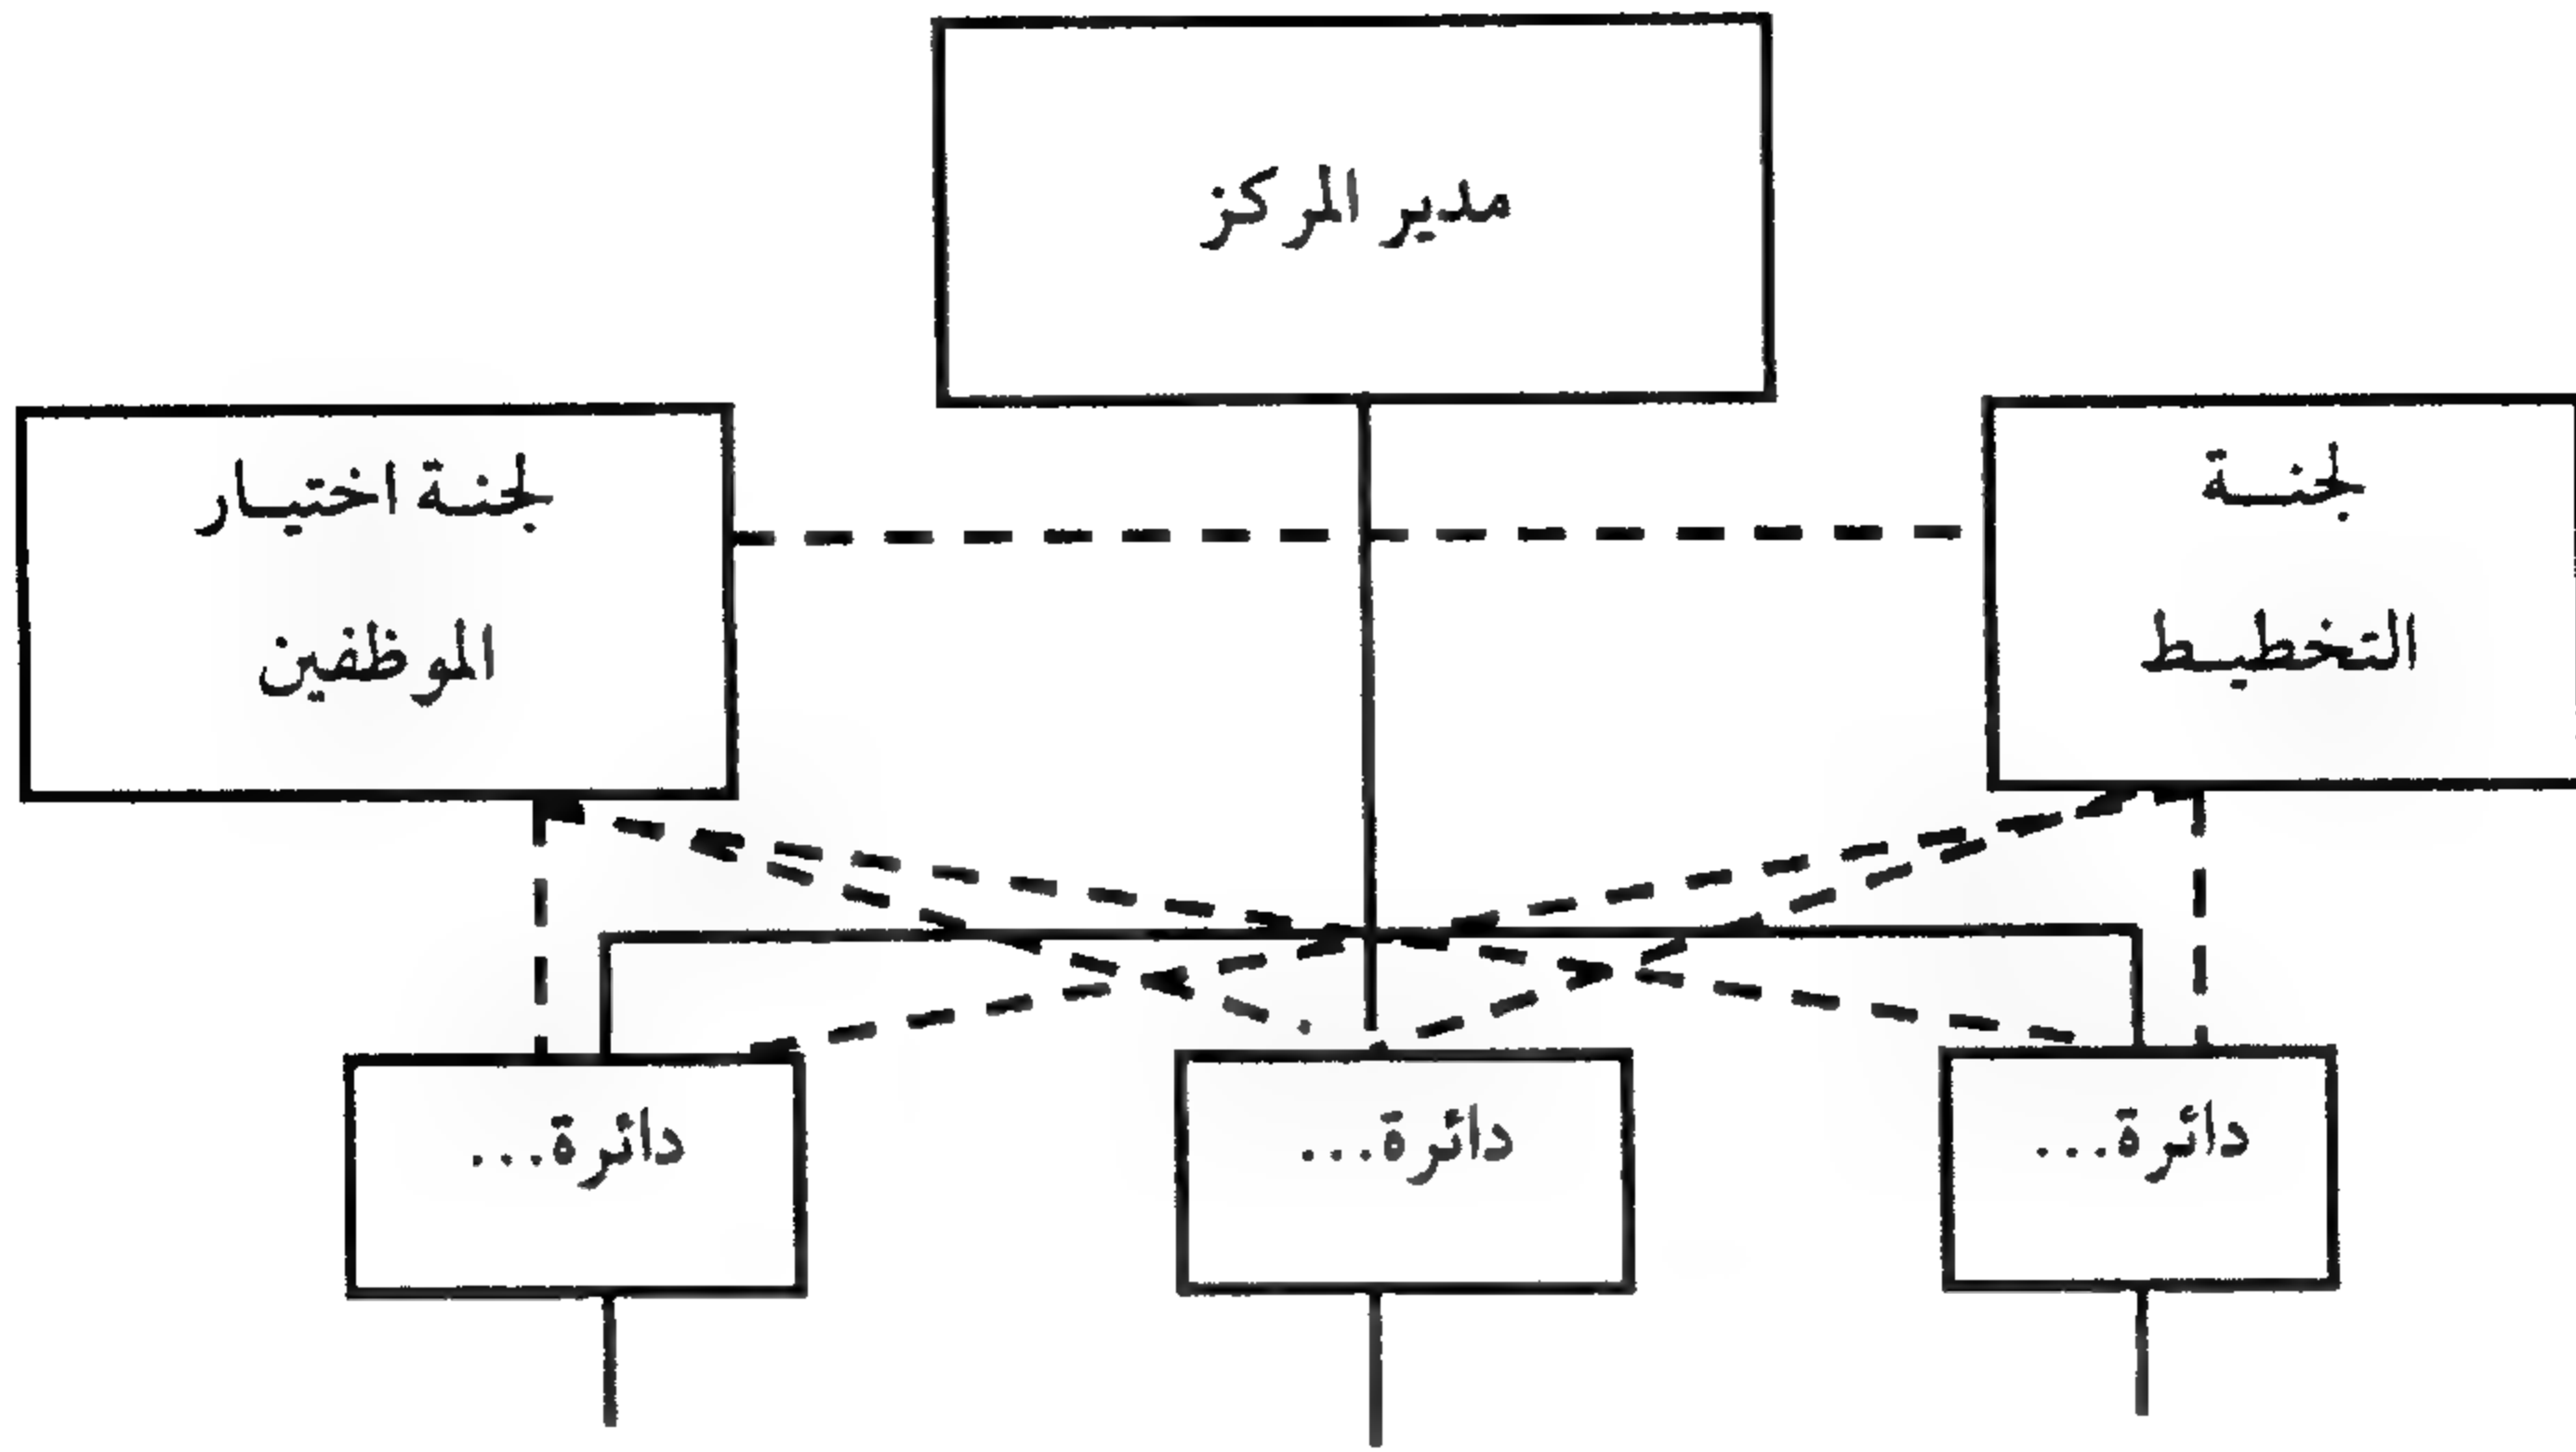 مدير المركز
لجنة
التخطيط
لجنة اختيار
الموظفين
دائرة...
دائرة...
دائرة...